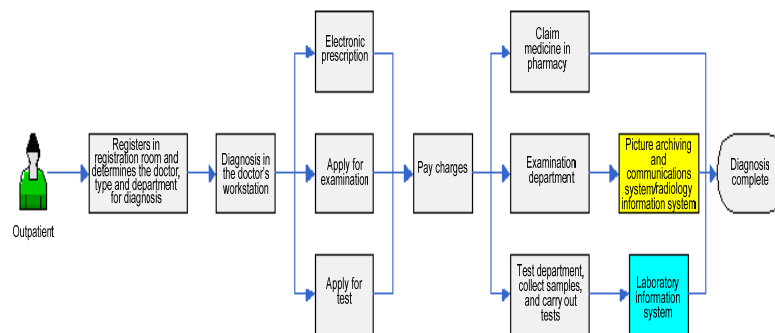 Electronic
prescription
Claim
medicine in
pharmacy
Registers in
registration room and
determines the doctor,
type and department
for diagnosis
Diagnosis in
the doctor's
workstation
Apply for
examination
Pay charges
Examination
department
Picture archiving
and
communications
system/radiology
information system
Diagnosis
complete
Outpatient
Apply for
test
Test department,
collect samples,
and carry out
tests
Laboratory
information
system